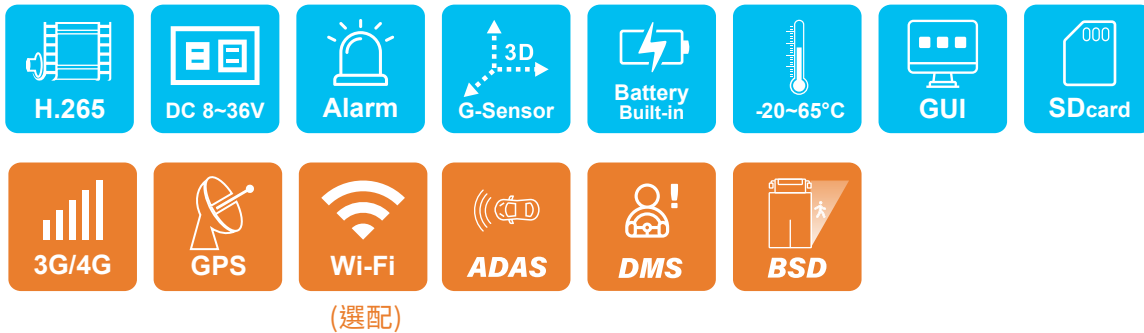 3D
000
H.265
DC 8~36V
Alarm
G-Sensor
Battery
Built-in
-20~65°C
GUI
SDcard
!
3G/4G
GPS
Wi-Fi
ADAS
DMS
BSD
(選配)